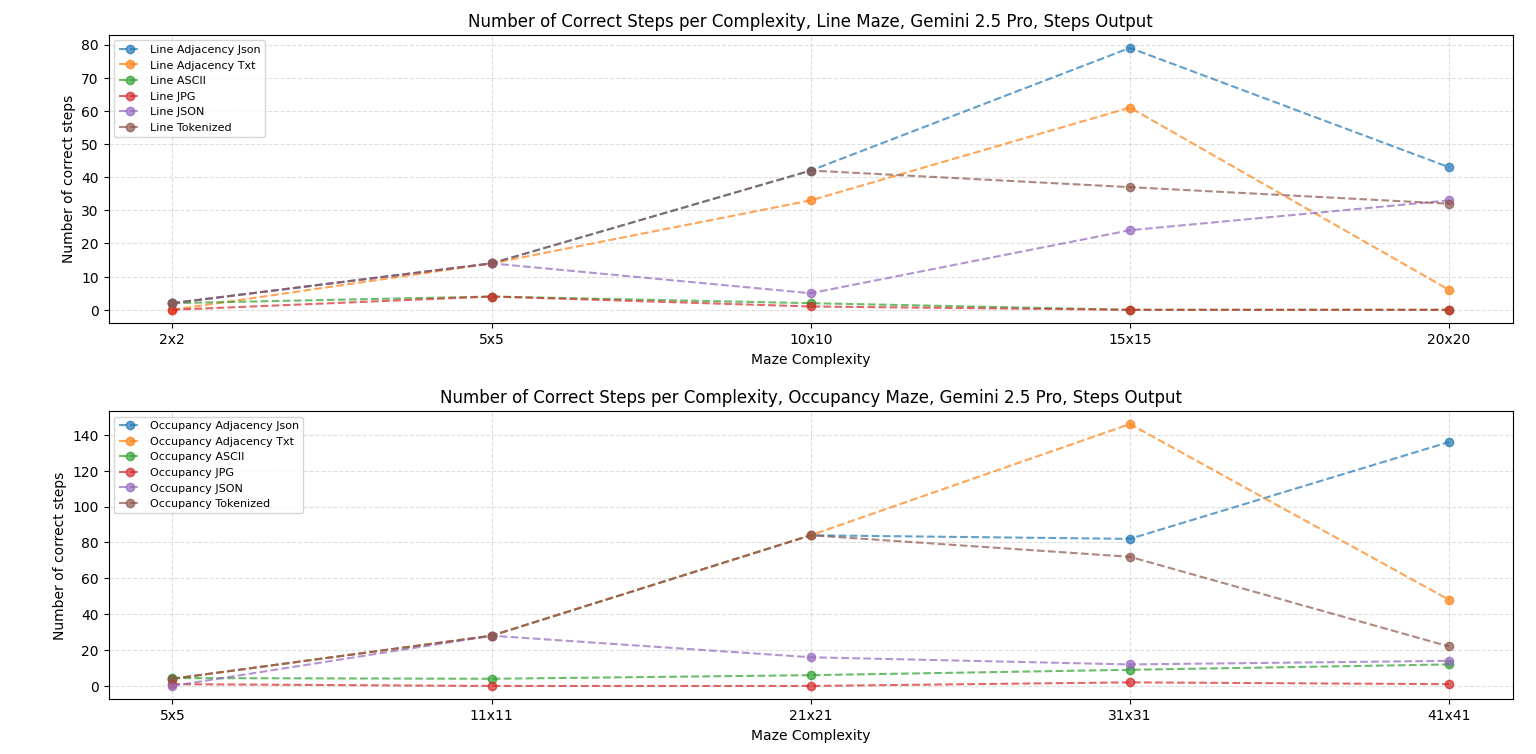 Number of Correct Steps per Complexity, Line Maze, Gemini 2.5 Pro, Steps Output
Line Adjacency Json
Line Adjacency Txt
Line ASCII
Line JPG
Line JSON
Line Tokenized
Number of correct steps
80
70
60
50
40
30
20
10
0
2x2 5x5 10x10 15x15 20x20
Maze Complexity
Number of Correct Steps per Complexity, Occupancy Maze, Gemini 2.5 Pro, Steps Output
Occupancy Adjacency Json
Occupancy Adjacency Txt
Occupancy ASCII
Occupancy JPG
Occupancy JSON
Occupancy Tokenized
Number of correct steps
140
120
100
80
60
40
20
0
5x5 11x11 21x21 31x31 41x41
Maze Complexity